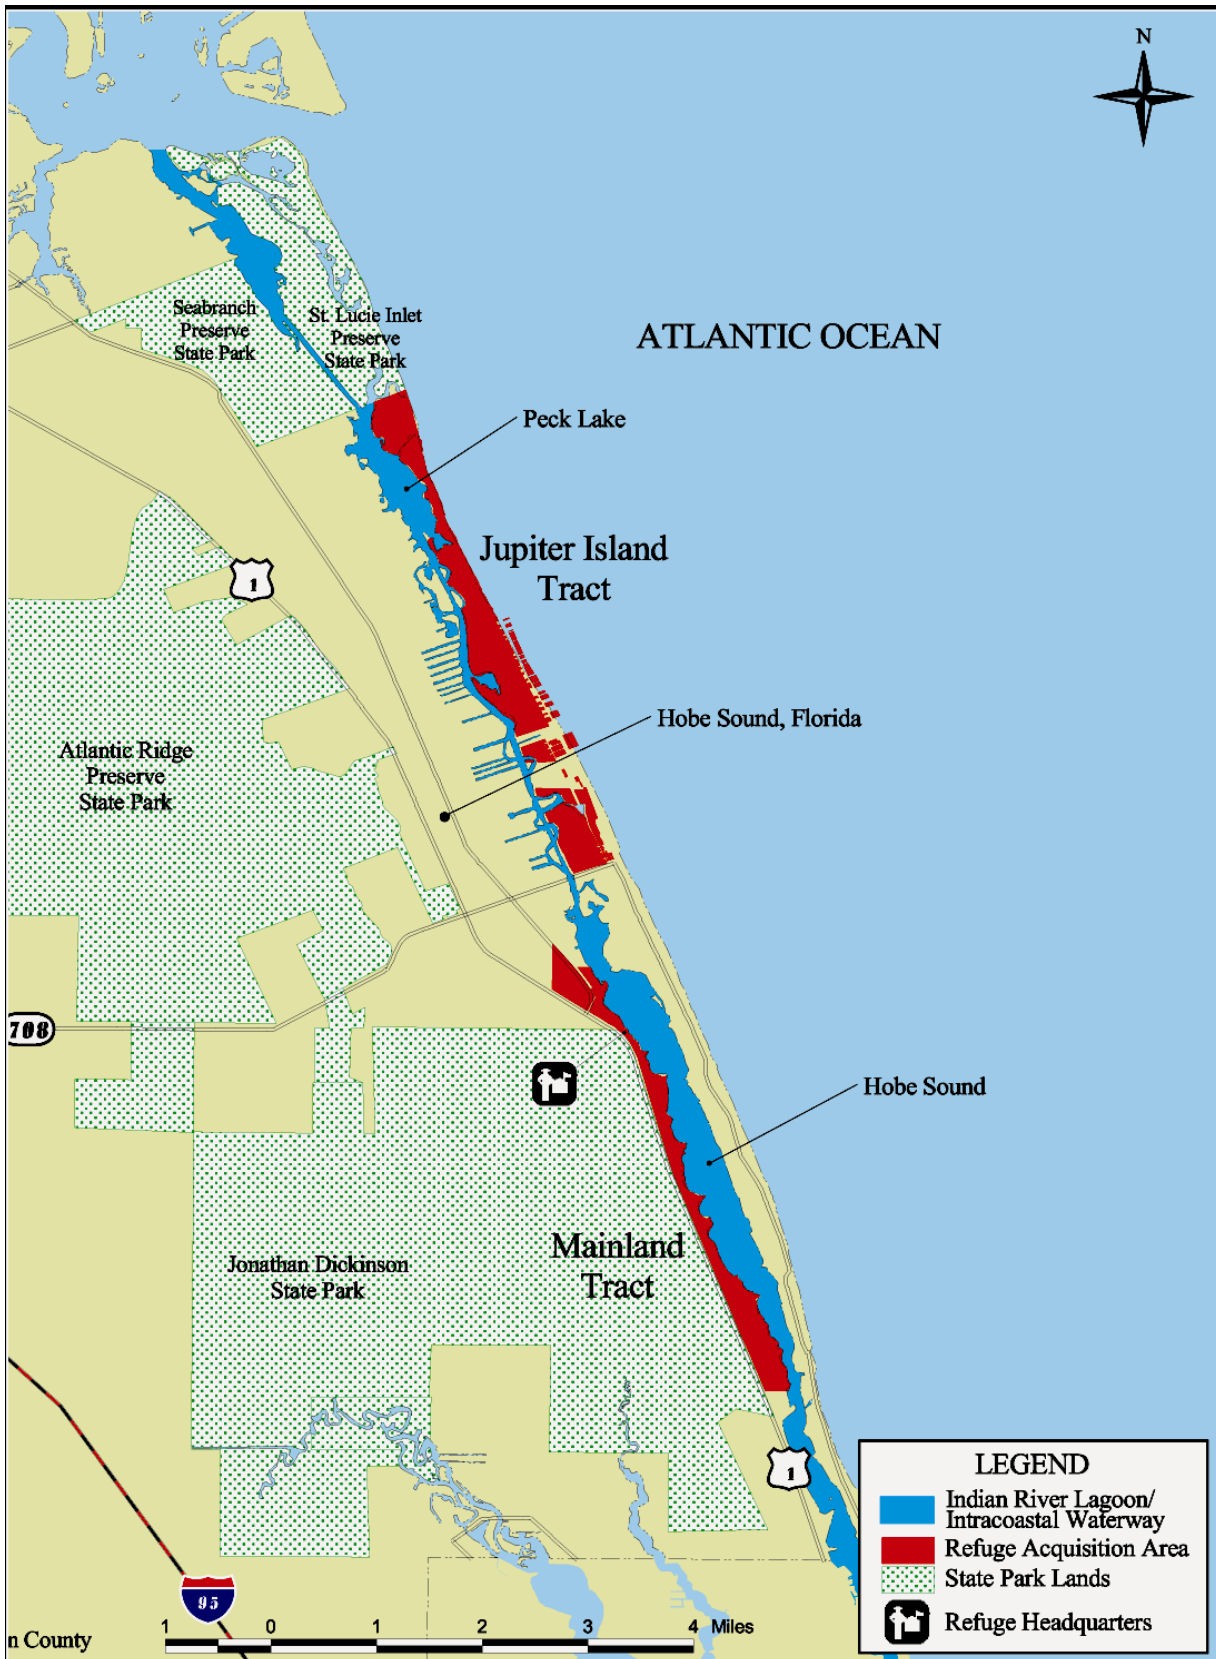 N
Seabranch
Preserve
State Park
St. Lucie Inlet
Preserve
State Park
ATLANTIC OCEAN
Peck Lake
Jupiter Island
Tract
1
Hobe Sound, Florida
Atlantic Ridge
Preserve
State Park
708
Hobe Sound
Mainland
Tract
Jonathan Dickinson
State Park
1
LEGEND
Indian River Lagoon/
Intracoastal Waterway
Refuge Acquisition Area
State Park Lands
Refuge Headquarters
95
n County
1 0 1 2 3 4 Miles